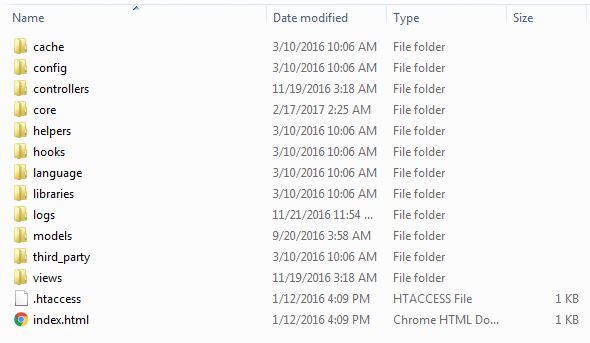 Name Date modified Type Size
cache 3/10/2016 10:06 AM File folder
config 3/10/2016 10:06 AM File folder
controllers 11/19/2016 3:18 AM File folder
core 2/17/2017 2:25 AM File folder
helpers 3/10/2016 10:06 AM File folder
hooks 3/10/2016 10:06 AM File folder
language 3/10/2016 10:06 AM File folder
libraries 3/10/2016 10:06 AM File folder
logs 11/21/2016 11:54 ... File folder
models 9/20/2016 3:58 AM File folder
third_party 3/10/2016 10:06 AM File folder
views 11/19/2016 3:18 AM File folder
.htaccess 1/12/2016 4:09 PM HTACCESS File 1 KB
index.html 1/12/2016 4:09 PM Chrome HTML Do... 1 KB